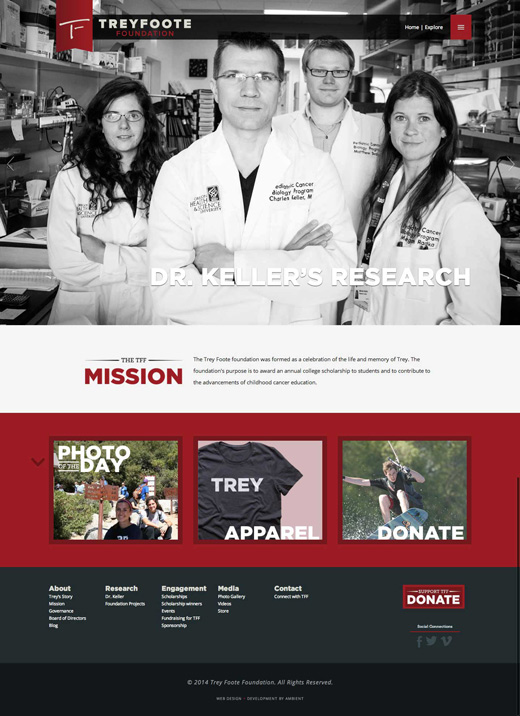 TREYFOOTE
FOUNDATION
Home | Explore
Pediatric Cancer
Biology Program
Charles Keller, M
HEALTH
& SCIENCE
UNIVERSITY
DR. KELLER'S RESEARCH
THE TFF
MISSION
The Trey Foote foundation was formed as a celebration of the life and memory of Trey. The
foundation's purpose is to award an annual college scholarship to students and to contribute to
the advancements of childhood cancer education.
PHOTO
OF THE DAY
TREY
APPAREL
DONATE
About
Trey's Story
Mission
Governance
Board of Directors
Blog
Research
Dr. Keller
Foundation Projects
Engagement
Scholarships
Scholarship winners
Events
Fundraising for TFF
Sponsorship
Media
Photo Gallery
Videos
Store
Contact
Connect with TFF
SUPPORT TFF
DONATE
Social Connections
© 2014 Trey Foote Foundation. All Rights Reserved.
WEB DESIGN + DEVELOPMENT BY AMBIENT